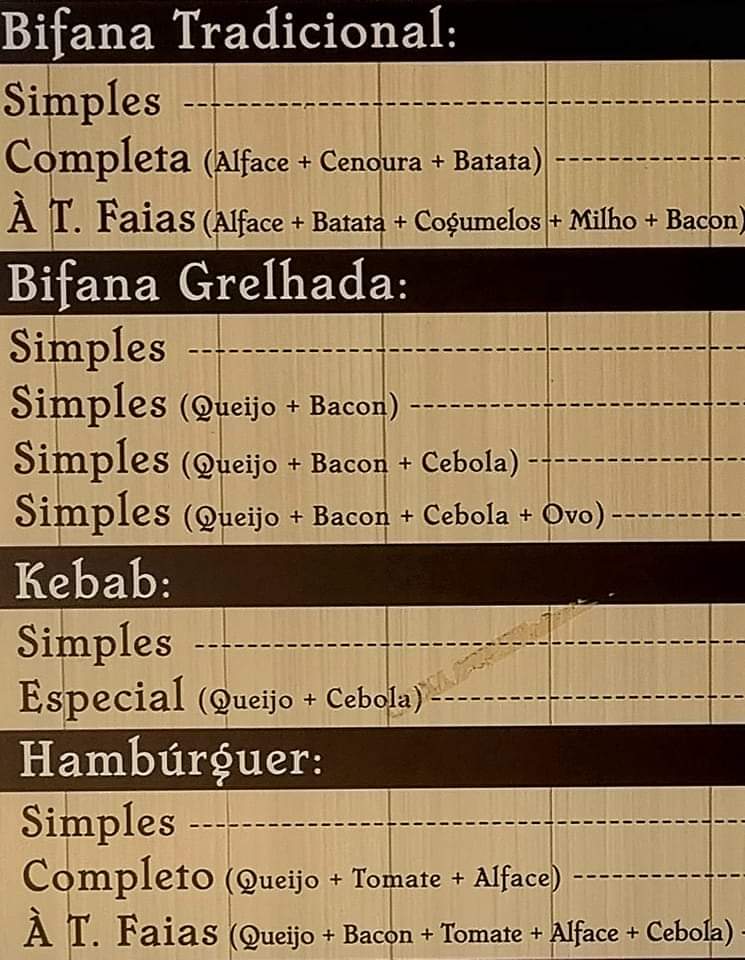 Bifana Tradicional:
Simples --------------------
Completa (Alface + Cenoura + Batata) --------------------
À T. Faias (Alface + Batata + Cogumelos + Milho + Bacon)
Bifana Grelhada:
Simples --------------------
Simples (Queijo + Bacon) --------------------
Simples (Queijo + Bacon + Cebola) --------------------
Simples (Queijo + Bacon + Cebola + Ovo) --------------------
Kebab:
Simples --------------------
Especial (Queijo + Cebola) --------------------
Hambúrguer:
Simples --------------------
Completo (Queijo + Tomate + Alface) --------------------
À T. Faias (Queijo + Bacon + Tomate + Alface + Cebola) -